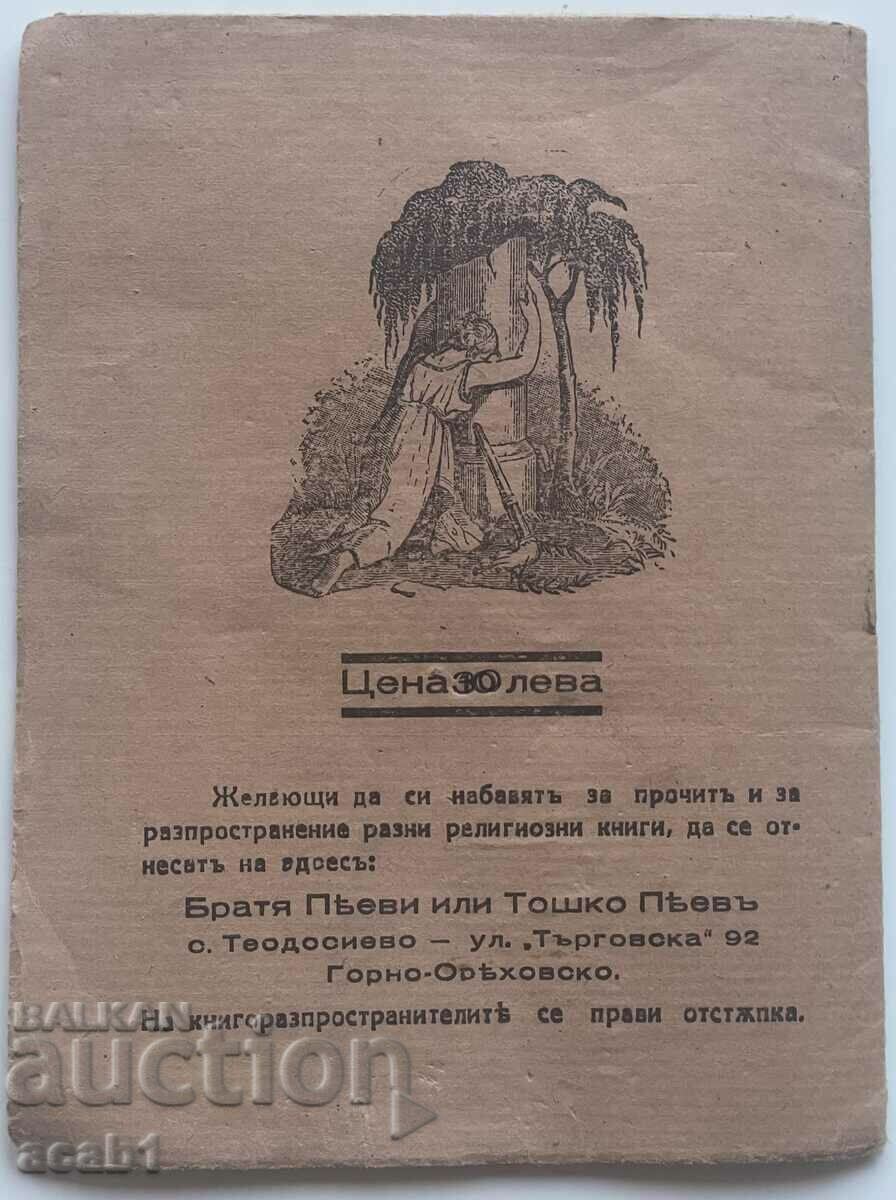 Цена 30 лева
Желающи да си набавятъ за прочитъ и за
разпространение разни религиозни книги, да се от-
несатъ на адресъ:
Братя Пѣеви или Тошко Пѣевъ
с. Теодосиево — ул. „Търговска" 92
Горно-Орѣховско.
На книгоразпространителитѣ се прави отстѫпка.
BALKAN
auction
acab1